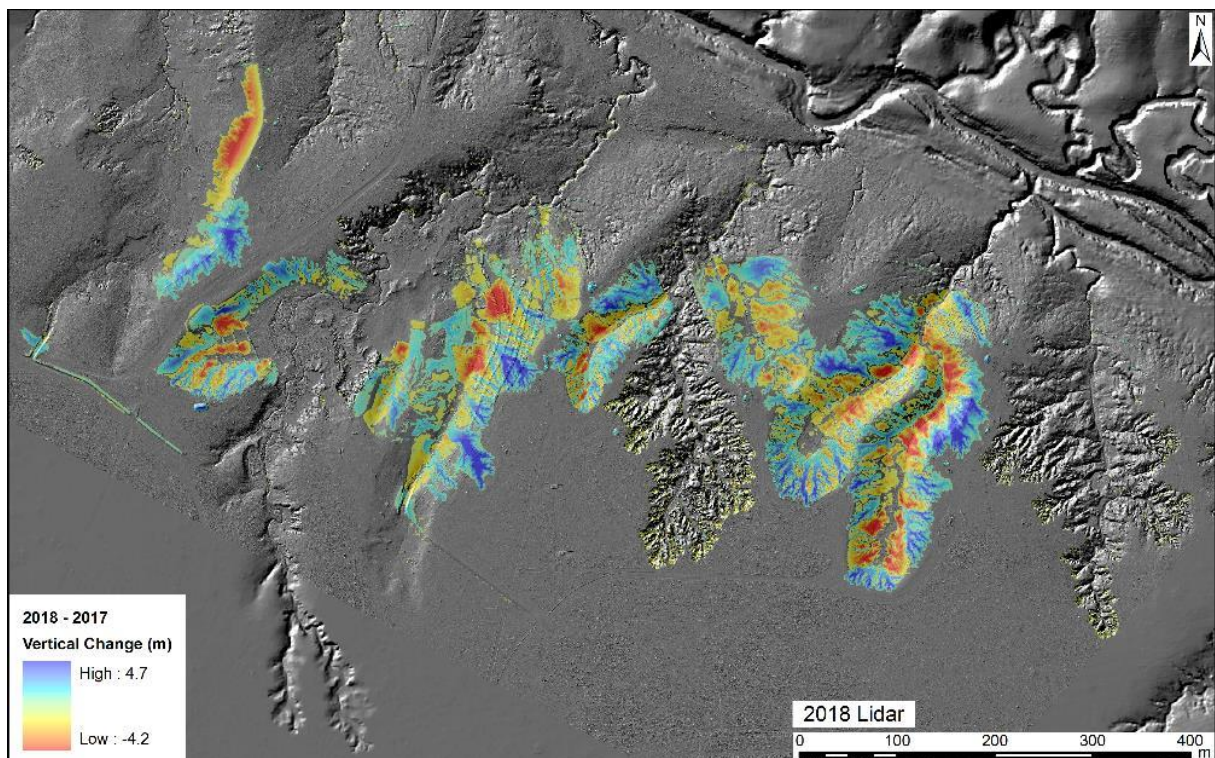 N
2018 - 2017
Vertical Change (m)
High : 4.7
Low : -4.2
2018 Lidar
0 100 200 300 400
m